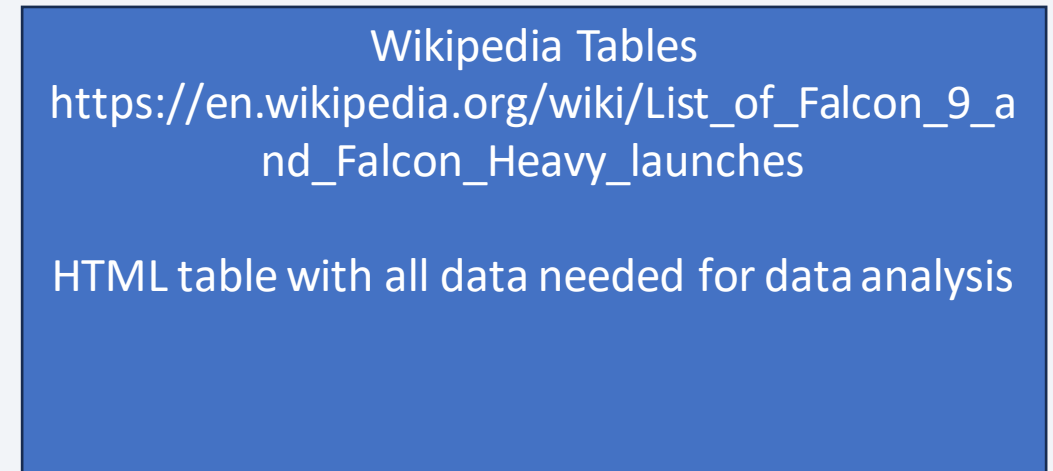 Wikipedia Tables
https://en.wikipedia.org/wiki/List_of_Falcon_9_a
nd_Falcon_Heavy_launches
HTML table with all data needed for data analysis